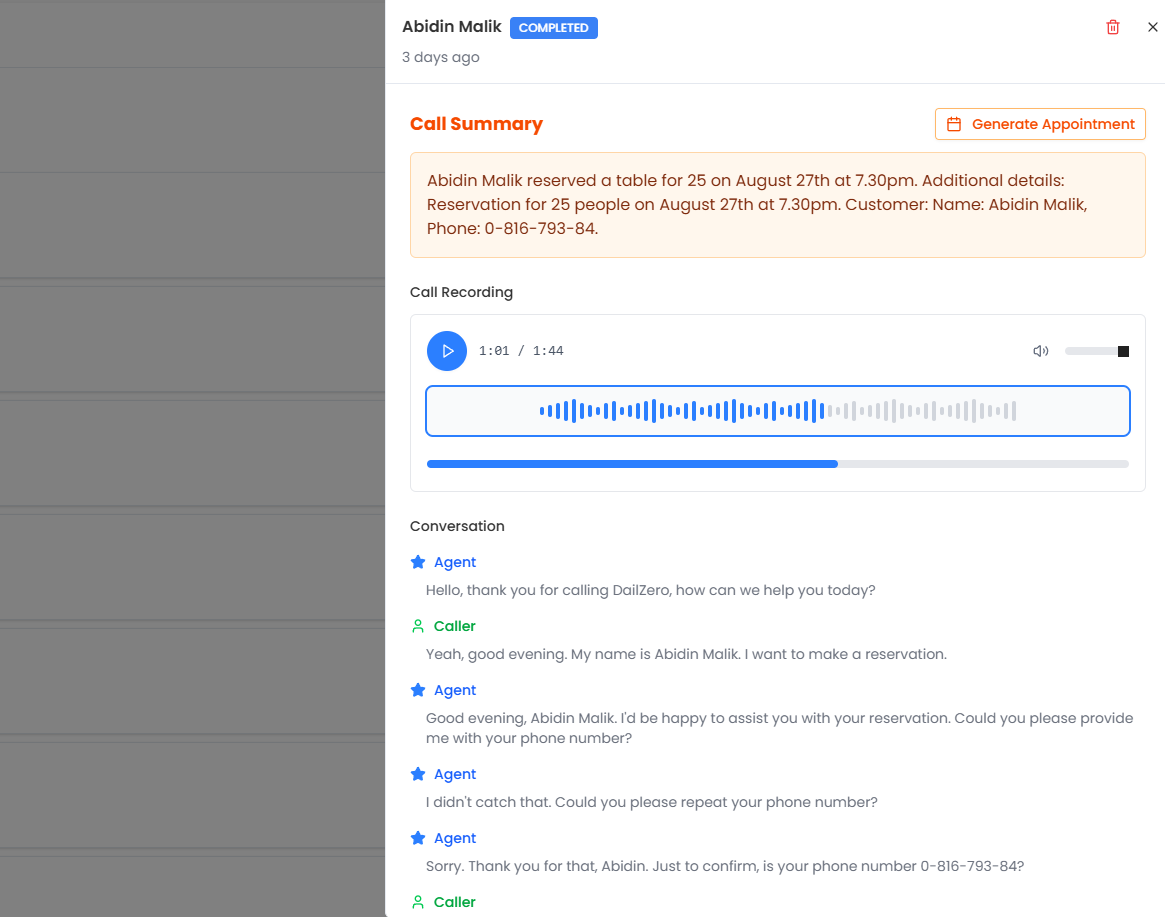 Abidin Malik COMPLETED
3 days ago
Call Summary
Generate Appointment
Abidin Malik reserved a table for 25 on August 27th at 7.30pm. Additional details:
Reservation for 25 people on August 27th at 7.30pm. Customer: Name: Abidin Malik,
Phone: 0-816-793-84.
Call Recording
1:01 / 1:44
Conversation
Agent
Hello, thank you for calling DailZero, how can we help you today?
Caller
Yeah, good evening. My name is Abidin Malik. I want to make a reservation.
Agent
Good evening, Abidin Malik. I'd be happy to assist you with your reservation. Could you please provide
me with your phone number?
Agent
I didn't catch that. Could you please repeat your phone number?
Agent
Sorry. Thank you for that, Abidin. Just to confirm, is your phone number 0-816-793-84?
Caller